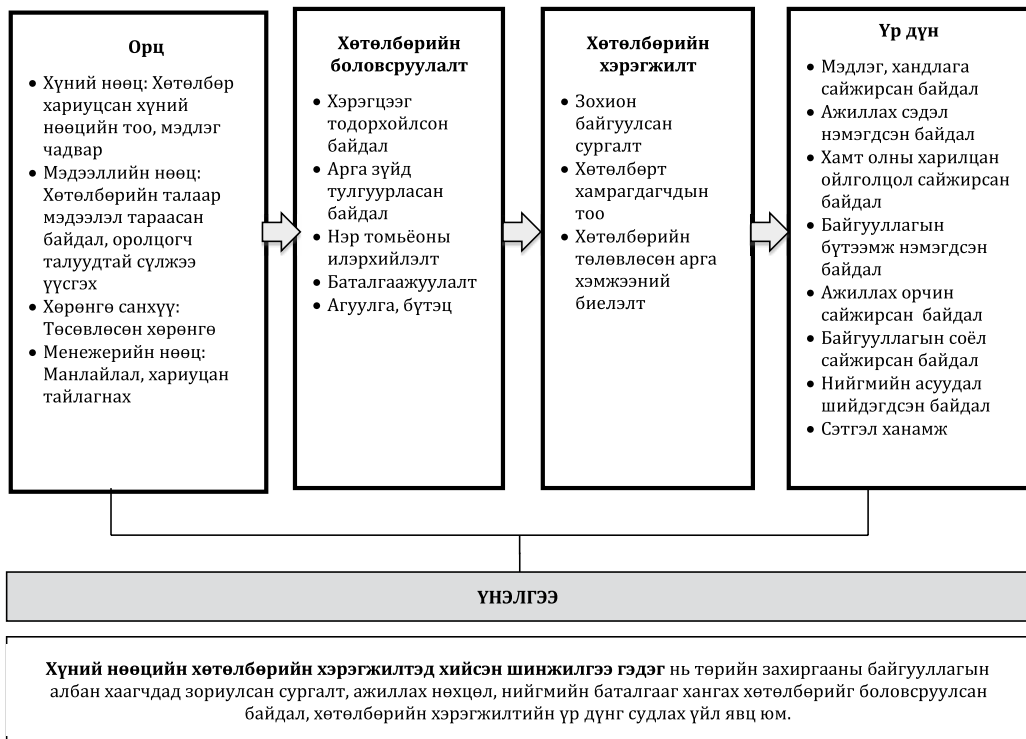 Орц
• Хүний нөөц: Хөтөлбөр
хариуцсан хүний
нөөцийн тоо, мэдлэг
чадвар
• Мэдээллийн нөөц:
Хөтөлбөрийн талаар
мэдээлэл тараасан
байдал, оролцогч
талуудтай сүлжээ
үүсгэх
• Хөрөнгө санхүү:
Төсөвлөсөн хөрөнгө
• Менежерийн нөөц:
Манлайлал, хариуцан
тайлагнах
Хөтөлбөрийн
боловсруулалт
• Хэрэгцээг
тодорхойлсон
байдал
• Арга зүйд
тулгуурласан
байдал
• Нэр томьёоны
илэрхийлэлт
• Баталгаажуулалт
• Агуулга, бүтэц
Хөтөлбөрийн
хэрэгжилт
• Зохион
байгуулсан
сургалт
• Хөтөлбөрт
хамрагдагчдын
тоо
• Хөтөлбөрийн
төлөвлөсөн арга
хэмжээний
биелэлт
Үр дүн
• Мэдлэг, хандлага
сайжирсан байдал
• Ажиллах сэдэл
нэмэгдсэн байдал
• Хамт олны харилцан
ойлголцол сайжирсан
байдал
• Байгууллагын
бүтээмж нэмэгдсэн
байдал
• Ажиллах орчин
сайжирсан байдал
• Байгууллагын соёл
сайжирсан байдал
• Нийгмийн асуудал
шийдэгдсэн байдал
• Сэтгэл ханамж
ҮНЭЛГЭЭ
Хүний нөөцийн хөтөлбөрийн хэрэгжилтэд хийсэн шинжилгээ гэдэг нь төрийн захиргааны байгууллагын
албан хаагчдад зориулсан сургалт, ажиллах нөхцөл, нийгмийн баталгааг хангах хөтөлбөрийг боловсруулсан
байдал, хөтөлбөрийн хэрэгжилтийн үр дүнг судлах үйл явц юм.